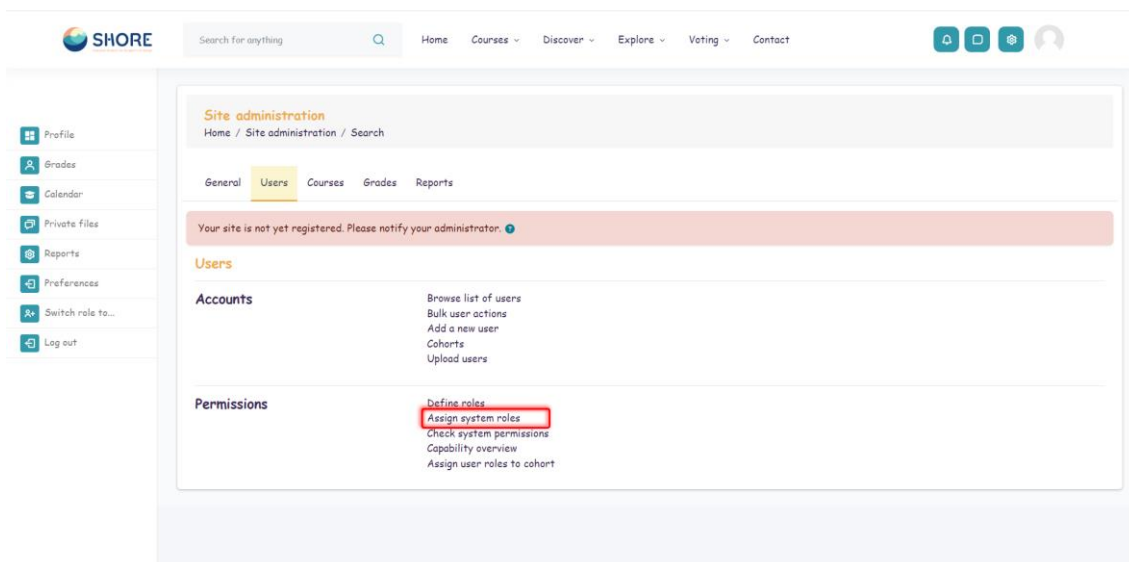 SHORE
Search for anything
Home Courses Discover Explore Voting Contact
Site administration
Home / Site administration / Search
Profile
Grades
Calendar
Private files
Reports
Preferences
Switch role to...
Log out
General Users Courses Grades Reports
Your site is not yet registered. Please notify your administrator.
Users
Accounts
Browse list of users
Bulk user actions
Add a new user
Cohorts
Upload users
Permissions
Define roles
Assign system roles
Check system permissions
Capability overview
Assign user roles to cohort